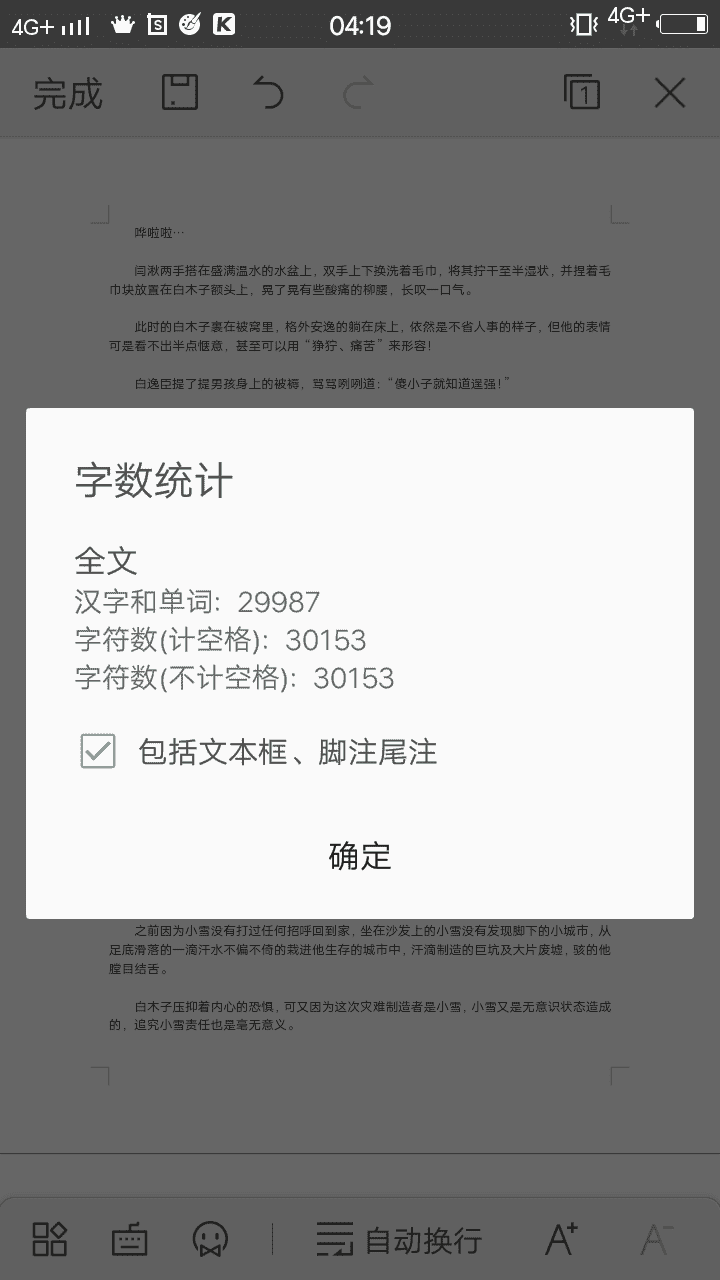 4G+ S K 04:19 4G+
完成 1
哗啦啦…
闫湫两手搭在盛满温水的水盆上，双手上下换洗着毛巾，将其拧干至半湿状，并捏着毛
巾块放置在白木子额头上，晃了晃有些酸痛的柳腰，长叹一口气。
此时的白木子裹在被窝里，格外安逸的躺在床上，依然是不省人事的样子，但他的表情
可是看不出半点惬意，甚至可以用“狰狞、痛苦”来形容！
白逸臣提了提男孩身上的被褥，骂骂咧咧道：“傻小子就知道逞强！”
字数统计
全文
汉字和单词：29987
字符数(计空格)：30153
字符数(不计空格)：30153
包括文本框、脚注尾注
确定
之前因为小雪没有打过任何招呼回到家，坐在沙发上的小雪没有发现脚下的小城市，从
足底滑落的一滴汗水不偏不倚的栽进他生存的城市中，汗滴制造的巨坑及大片废墟，骇的他
瞠目结舌。
白木子压抑着内心的恐惧，可又因为这次灾难制造者是小雪，小雪又是无意识状态造成
的，追究小雪责任也是毫无意义。
自动换行 A+ A-